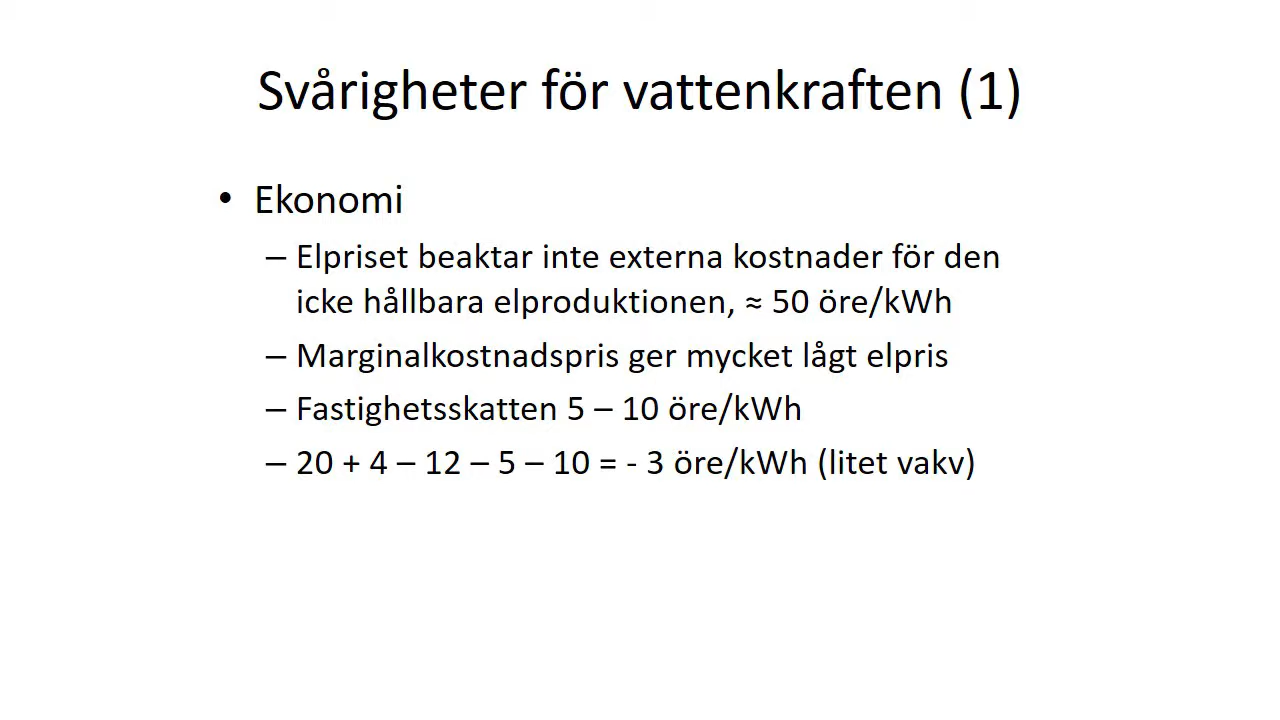 Svårigheter för vattenkraften (1)
• Ekonomi
– Elpriset beaktar inte externa kostnader för den
icke hållbara elproduktionen, ≈ 50 öre/kWh
– Marginalkostnadspris ger mycket lågt elpris
– Fastighetsskatten 5 – 10 öre/kWh
– 20 + 4 – 12 – 5 – 10 = - 3 öre/kWh (litet vakv)